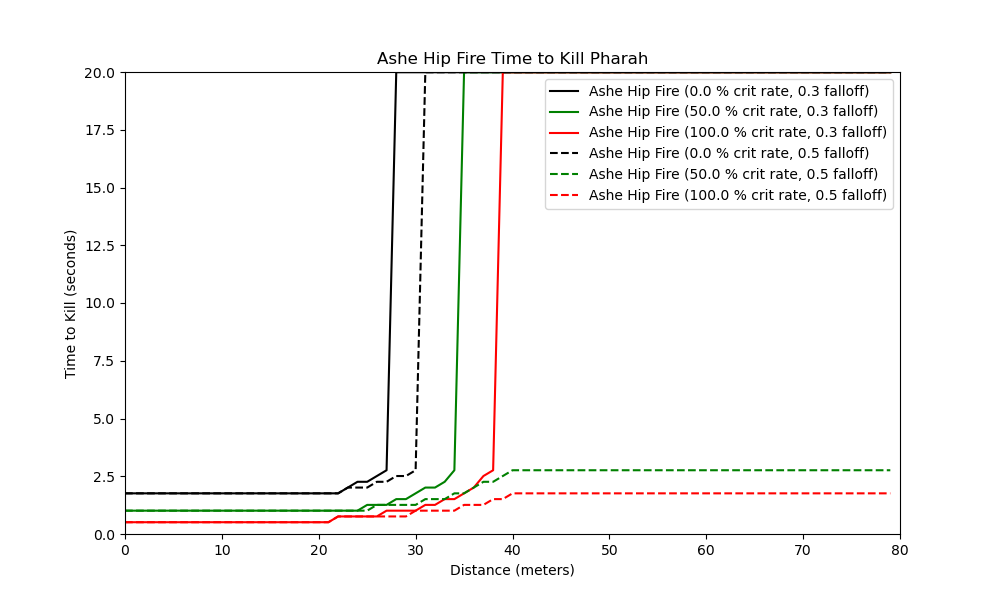 Ashe Hip Fire Time to Kill Pharah
20.0
17.5
15.0
12.5
10.0
7.5
5.0
2.5
0.0
Time to Kill (seconds)
Ashe Hip Fire (0.0 % crit rate, 0.3 falloff)
Ashe Hip Fire (50.0 % crit rate, 0.3 falloff)
Ashe Hip Fire (100.0 % crit rate, 0.3 falloff)
Ashe Hip Fire (0.0 % crit rate, 0.5 falloff)
Ashe Hip Fire (50.0 % crit rate, 0.5 falloff)
Ashe Hip Fire (100.0 % crit rate, 0.5 falloff)
0 10 20 30 40 50 60 70 80
Distance (meters)